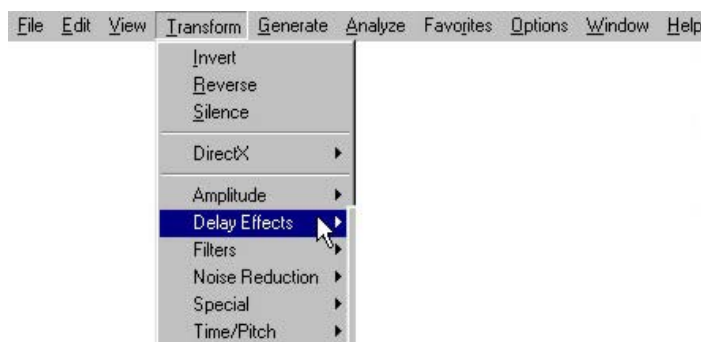 File Edit View Transform Generate Analyze Favorites Options Window Help
Invert
Reverse
Silence
DirectX
Amplitude
Delay Effects
Filters
Noise Reduction
Special
Time/Pitch